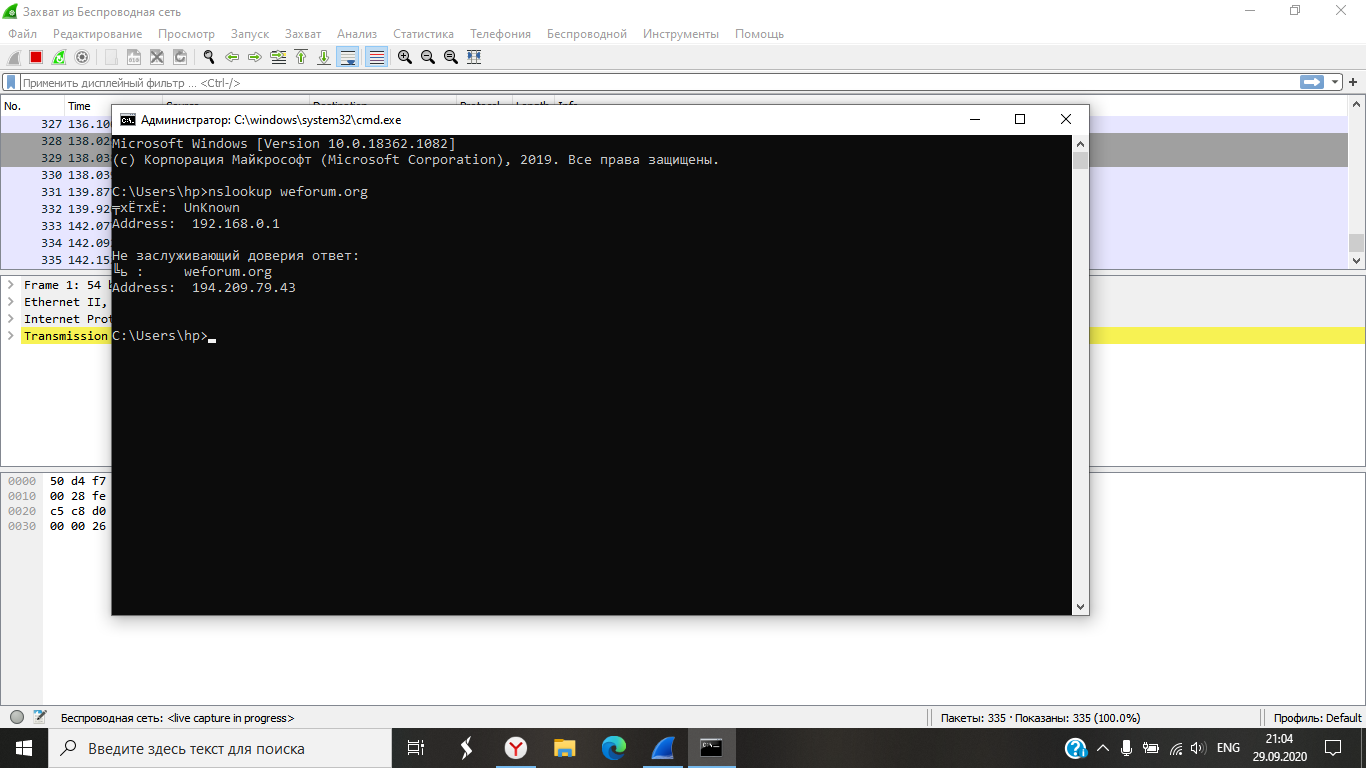 Захват из Беспроводная сеть
Файл Редактирование Просмотр Запуск Захват Анализ Статистика Телефония Беспроводной Инструменты Помощь
Применить дисплейный фильтр ... <Ctrl-/>
No. Time
327 136.10
328 138.02
329 138.03
330 138.039
331 139.87
332 139.92
333 142.07
334 142.09
335 142.15
Frame 1: 54 b
Ethernet II,
Internet Prot
Transmission
0000 50 d4 f7
0010 00 28 fe
0020 c5 c8 d0
0030 00 00 26
Администратор: C:\windows\system32\cmd.exe
Microsoft Windows [Version 10.0.18362.1082]
(c) Корпорация Майкрософт (Microsoft Corporation), 2019. Все права защищены.
C:\Users\hp>nslookup weforum.org
╤хЁтхЁ: UnKnown
Address: 192.168.0.1
Не заслуживающий доверия ответ:
╚ь : weforum.org
Address: 194.209.79.43
C:\Users\hp>
Беспроводная сеть: <live capture in progress>
Пакеты: 335 · Показаны: 335 (100.0%)
Профиль: Default
Введите здесь текст для поиска
ENG
21:04
29.09.2020